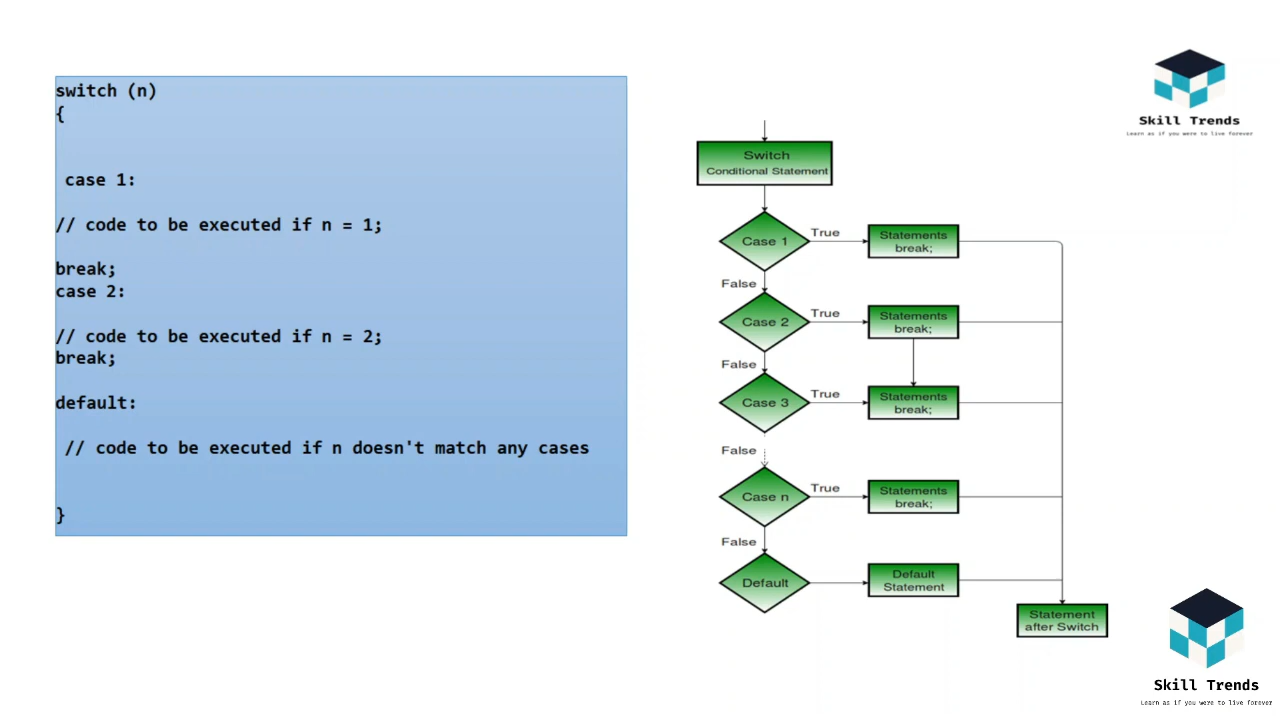 switch (n)
{
case 1:
// code to be executed if n = 1;
break;
case 2:
// code to be executed if n = 2;
break;
default:
// code to be executed if n doesn't match any cases
}
Switch
Conditional Statement
Case 1
True
Statements
break;
False
Case 2
True
Statements
break;
False
Case 3
True
Statements
break;
False
Case n
True
Statements
break;
False
Default
Default
Statement
Statement
after Switch
Skill Trends
Learn as if you were to live forever
Skill Trends
Learn as if you were to live forever